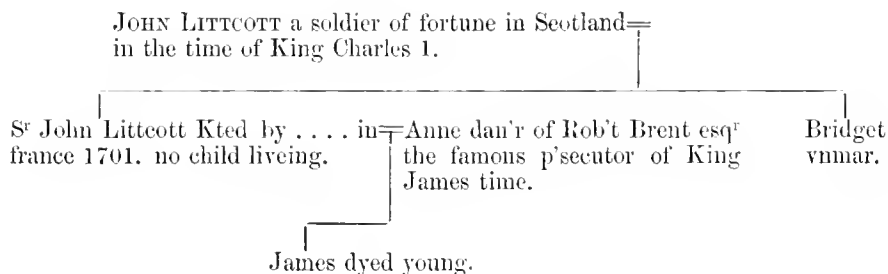 JOHN LITTCOTT a soldier of fortune in Scotland=
in the time of King Charles 1.
Sʳ John Littcott Kted by . . . . in=Anne dau'r of Rob't Brent esqʳ
france 1701. no child liveing.
the famous p'secutor of King
James time.
Bridget
vnmar.
James dyed young.